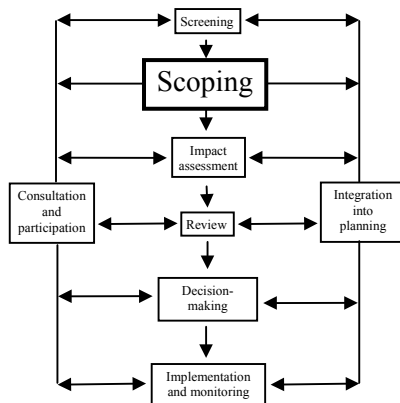 Screening
Scoping
Impact
assessment
Consultation
and
participation
Integration
into
planning
Review
Decision-
making
Implementation
and monitoring